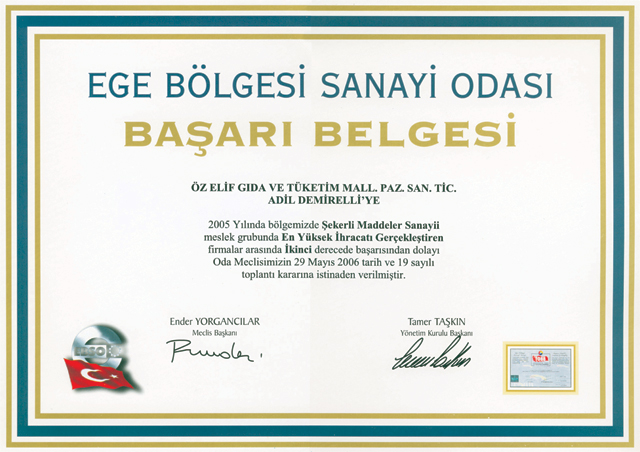 EGE BÖLGESİ SANAYİ ODASI
BAŞARI BELGESİ
ÖZ ELİF GIDA VE TÜKETİM MALL. PAZ. SAN. TİC.
ADİL DEMİRELLİ'YE
2005 Yılında bölgemizde Şekerli Maddeler Sanayii
meslek grubunda En Yüksek İhracatı Gerçekleştiren
firmalar arasında İkinci derecede başarısından dolayı
Oda Meclisimizin 29 Mayıs 2006 tarih ve 19 sayılı
toplantı kararına istinaden verilmiştir.
Ender YORGANCILAR
Meclis Başkanı
Tamer TAŞKIN
Yönetim Kurulu Başkanı